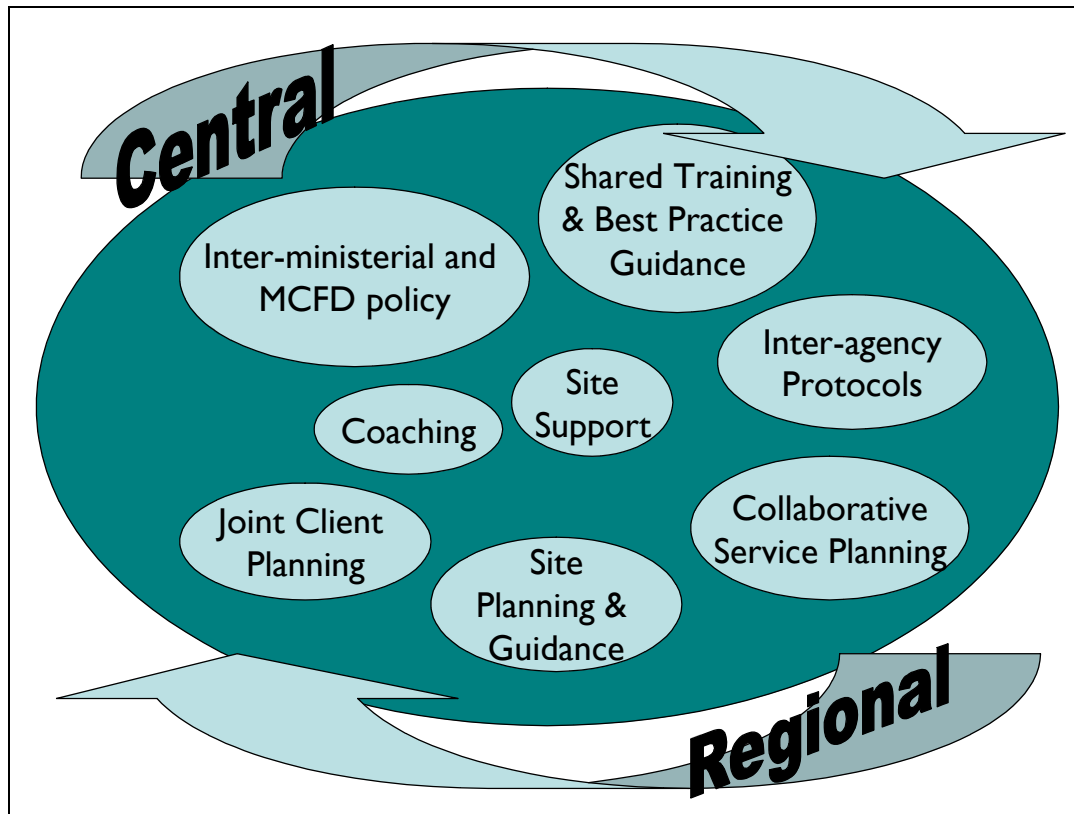 Central
Shared Training
& Best Practice
Guidance
Inter-ministerial and
MCFD policy
Inter-agency
Protocols
Site
Support
Coaching
Collaborative
Service Planning
Joint Client
Planning
Site
Planning &
Guidance
Regional